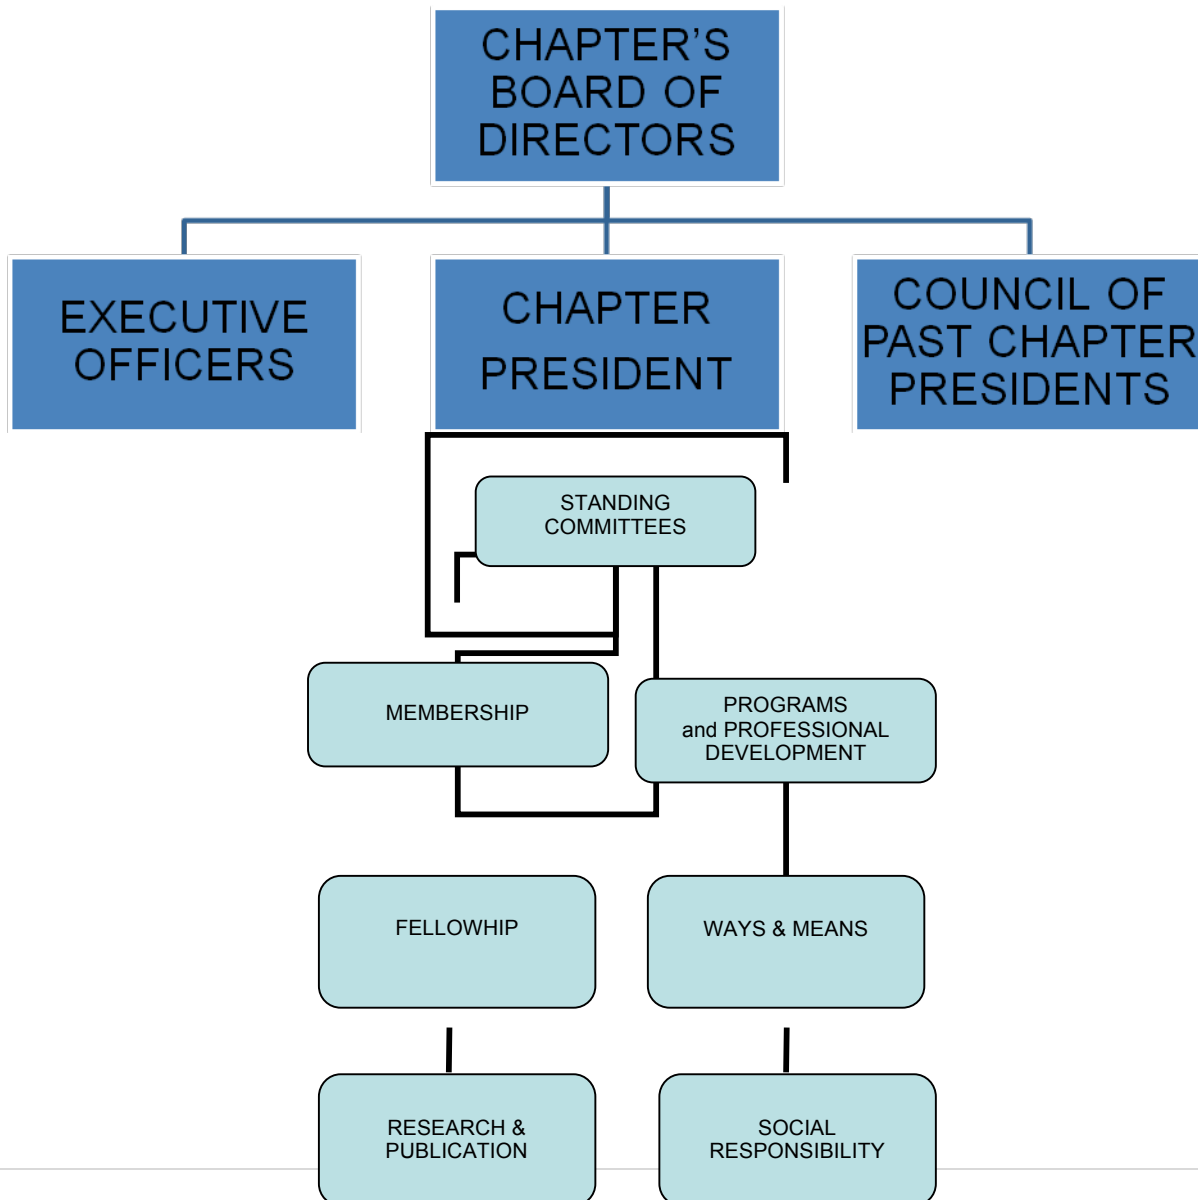 CHAPTER’S
BOARD OF
DIRECTORS
EXECUTIVE
OFFICERS
CHAPTER
PRESIDENT
COUNCIL OF
PAST CHAPTER
PRESIDENTS
STANDING
COMMITTEES
MEMBERSHIP
PROGRAMS
and PROFESSIONAL
DEVELOPMENT
FELLOWHIP
WAYS & MEANS
RESEARCH &
PUBLICATION
SOCIAL
RESPONSIBILITY